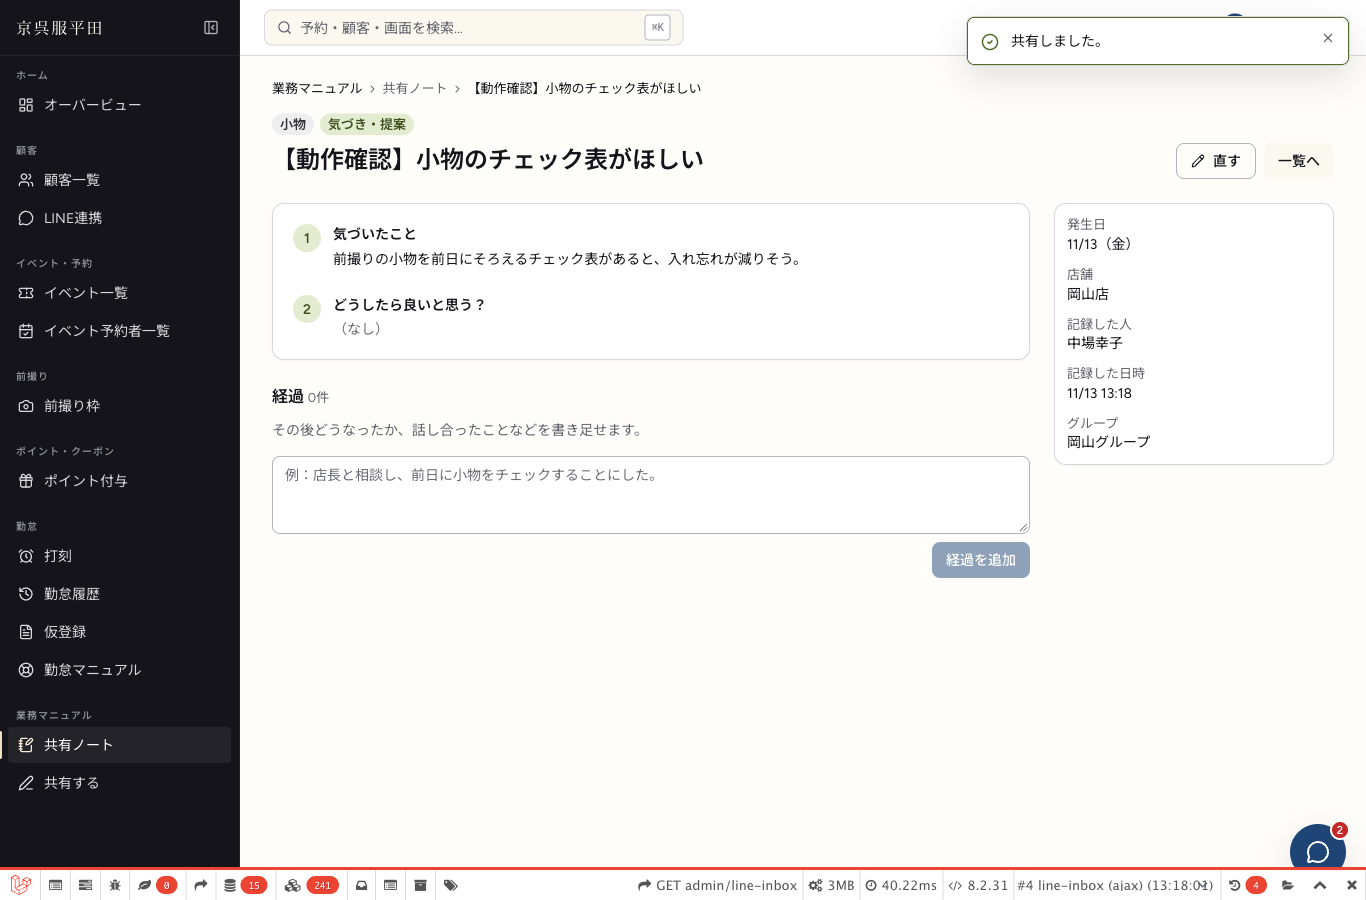 京呉服平田
予約・顧客・画面を検索...
⌘K
共有しました。
ホーム
オーバービュー
顧客
顧客一覧
LINE連携
イベント・予約
イベント一覧
イベント予約者一覧
前撮り
前撮り枠
ポイント・クーポン
ポイント付与
勤怠
打刻
勤怠履歴
仮登録
勤怠マニュアル
業務マニュアル
共有ノート
共有する
業務マニュアル > 共有ノート > 【動作確認】小物のチェック表がほしい
小物 気づき・提案
【動作確認】小物のチェック表がほしい
直す
一覧へ
1 気づいたこと
前撮りの小物を前日にそろえるチェック表があると、入れ忘れが減りそう。
2 どうしたら良いと思う？
（なし）
経過 0件
その後どうなったか、話し合ったことなどを書き足せます。
例：店長と相談し、前日に小物をチェックすることにした。
経過を追加
発生日
11/13（金）
店舗
岡山店
記録した人
中場幸子
記録した日時
11/13 13:18
グループ
岡山グループ
2
0 15 241 GET admin/line-inbox 3MB 40.22ms 8.2.31 #4 line-inbox (ajax) (13:18:01) 4